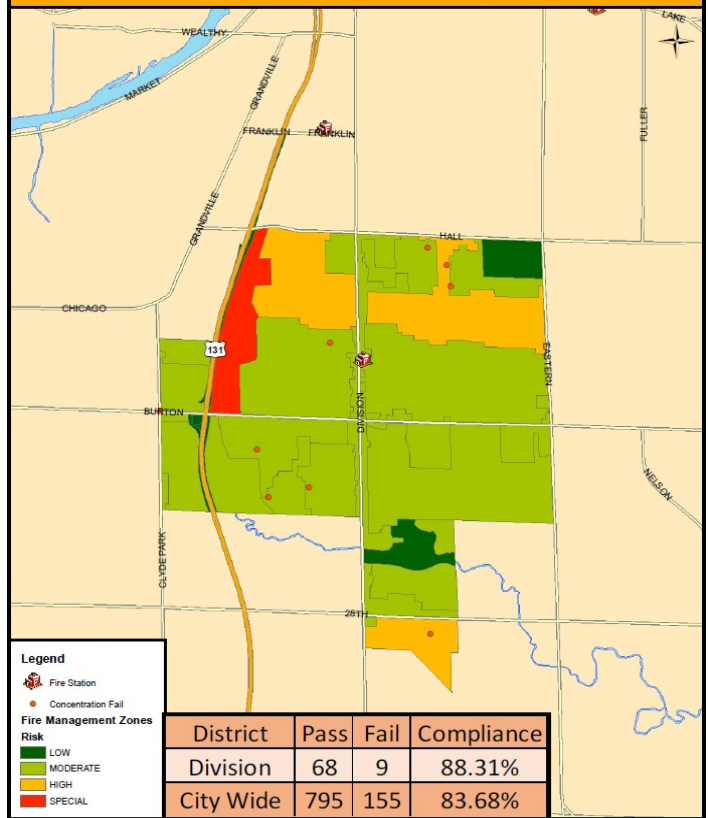 LAKE
WEALTHY
MARKET
GRANDVILLE
FULLER
FRANKLIN
FRANKLIN
GRANDVILLE
HALL
CHICAGO
131
EASTERN
DIVISION
BURTON
NELSON
CLYDE PARK
28TH
Legend
Fire Station
Concentration Fail
Fire Management Zones
Risk
LOW
MODERATE
HIGH
SPECIAL
District Pass Fail Compliance
Division 68 9 88.31%
City Wide 795 155 83.68%